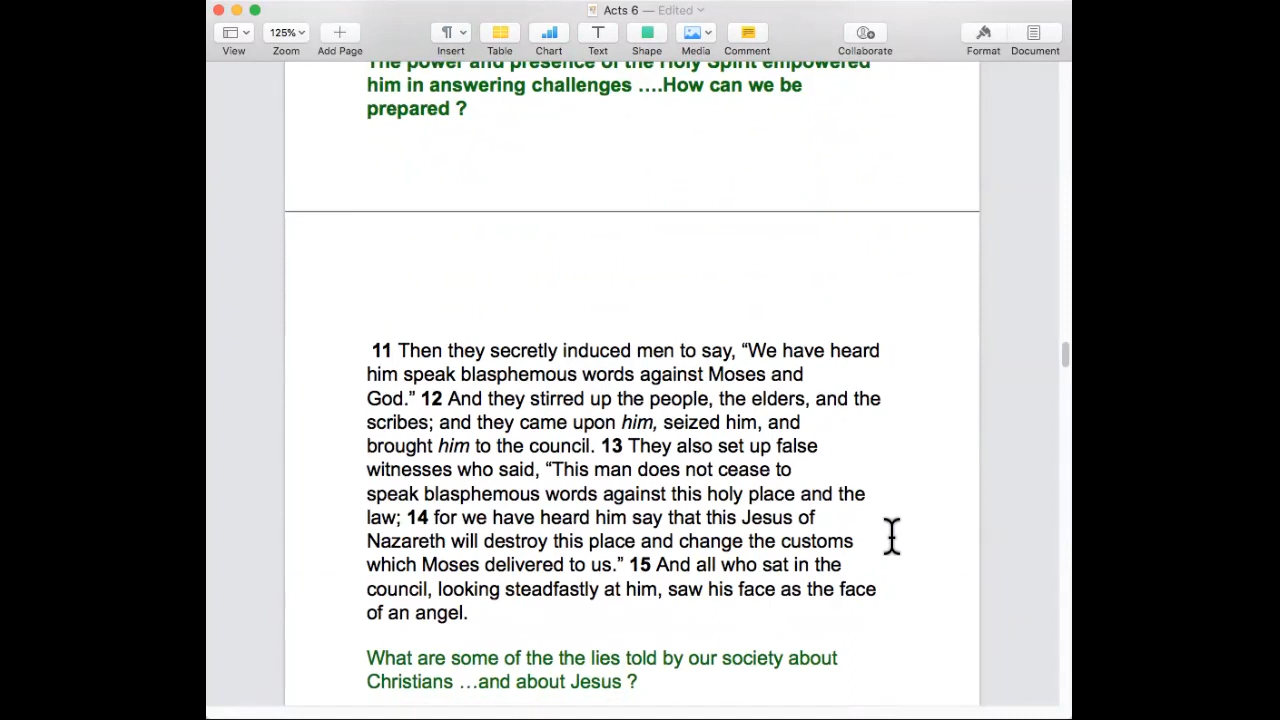 Acts 6 — Edited
125%
View
Zoom
Add Page
Insert
Table
Chart
Text
Shape
Media
Comment
Collaborate
Format
Document
The power and presence of the Holy Spirit empowered
him in answering challenges ....How can we be
prepared ?
11 Then they secretly induced men to say, “We have heard
him speak blasphemous words against Moses and
God.” 12 And they stirred up the people, the elders, and the
scribes; and they came upon him, seized him, and
brought him to the council. 13 They also set up false
witnesses who said, “This man does not cease to
speak blasphemous words against this holy place and the
law; 14 for we have heard him say that this Jesus of
Nazareth will destroy this place and change the customs
which Moses delivered to us.” 15 And all who sat in the
council, looking steadfastly at him, saw his face as the face
of an angel.
What are some of the the lies told by our society about
Christians …and about Jesus ?